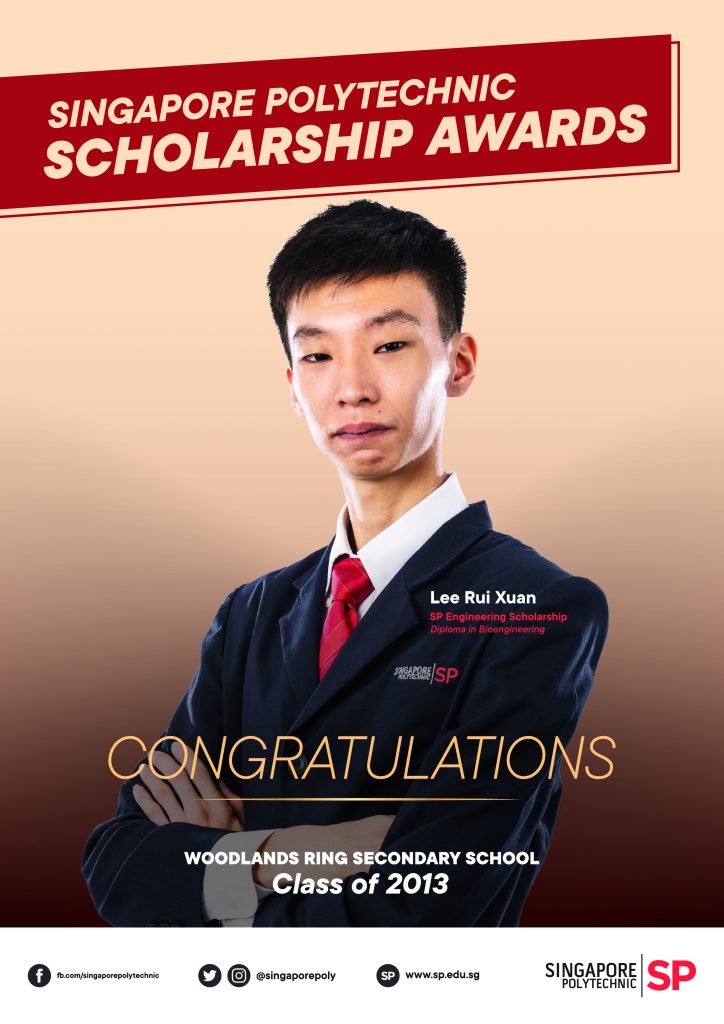 SINGAPORE POLYTECHNIC
SCHOLARSHIP AWARDS
Lee Rui Xuan
SP Engineering Scholarship
Diploma in Bioengineering
SINGAPORE
POLYTECHNIC
SP
CONGRATULATIONS
WOODLANDS RING SECONDARY SCHOOL
Class of 2013
fb.com/singaporepolytechnic
@singaporepoly
SP
www.sp.edu.sg
SINGAPORE
POLYTECHNIC
SP